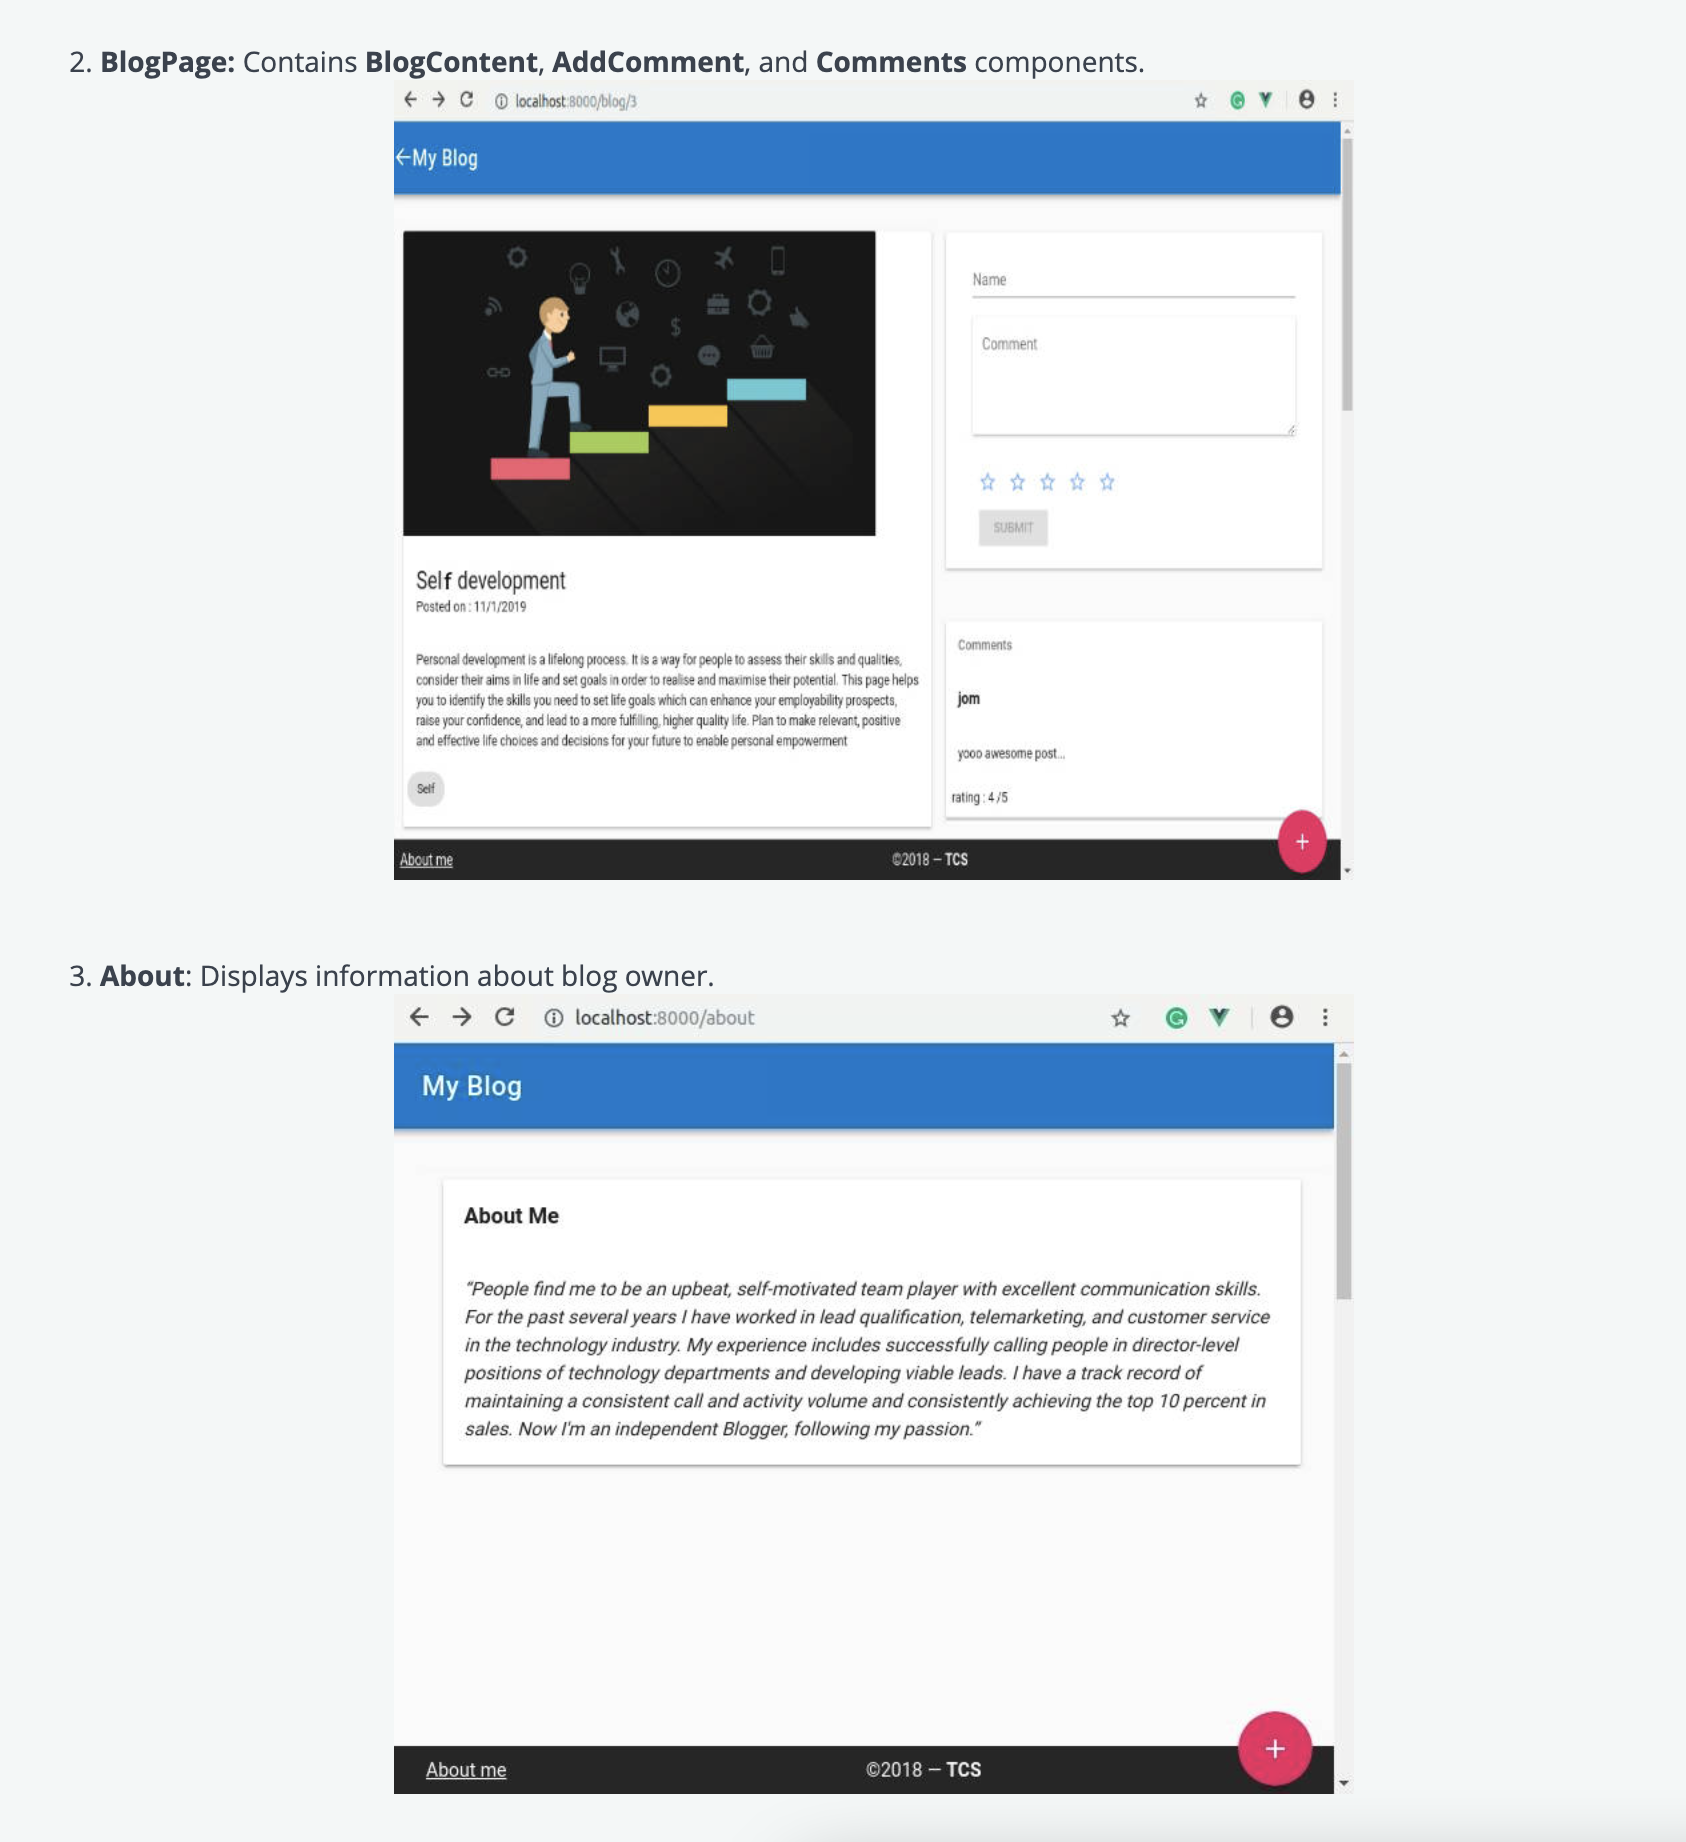 2. BlogPage: Contains BlogContent, AddComment, and Comments components.
localhost:8000/blog/3
My Blog
Name
Comment
SUBMIT
Self development
Posted on : 11/1/2019
Personal development is a lifelong process. It is a way for people to assess their skills and qualities,
consider their aims in life and set goals in order to realise and maximise their potential. This page helps
you to identify the skills you need to set life goals which can enhance your employability prospects,
raise your confidence, and lead to a more fulfilling, higher quality life. Plan to make relevant, positive
and effective life choices and decisions for your future to enable personal empowerment
Self
Comments
jom
yooo awesome post...
rating : 4 /5
About me
©2018 – TCS
+
3. About: Displays information about blog owner.
localhost:8000/about
My Blog
About Me
“People find me to be an upbeat, self-motivated team player with excellent communication skills.
For the past several years I have worked in lead qualification, telemarketing, and customer service
in the technology industry. My experience includes successfully calling people in director-level
positions of technology departments and developing viable leads. I have a track record of
maintaining a consistent call and activity volume and consistently achieving the top 10 percent in
sales. Now I'm an independent Blogger, following my passion.”
About me
©2018 – TCS
+